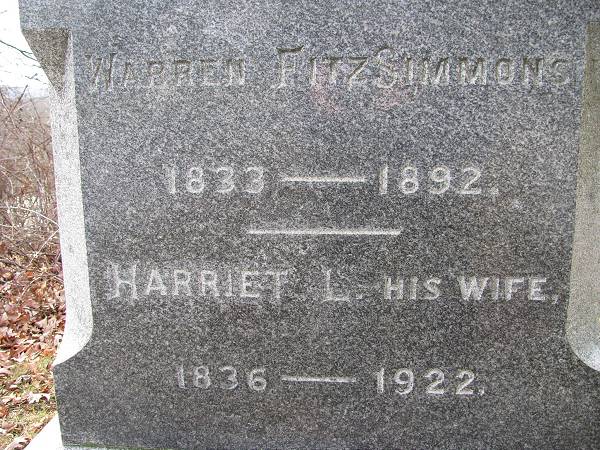 WARREN FITZSIMMONS
1833 — 1892.
HARRIET L. HIS WIFE,
1836 — 1922.